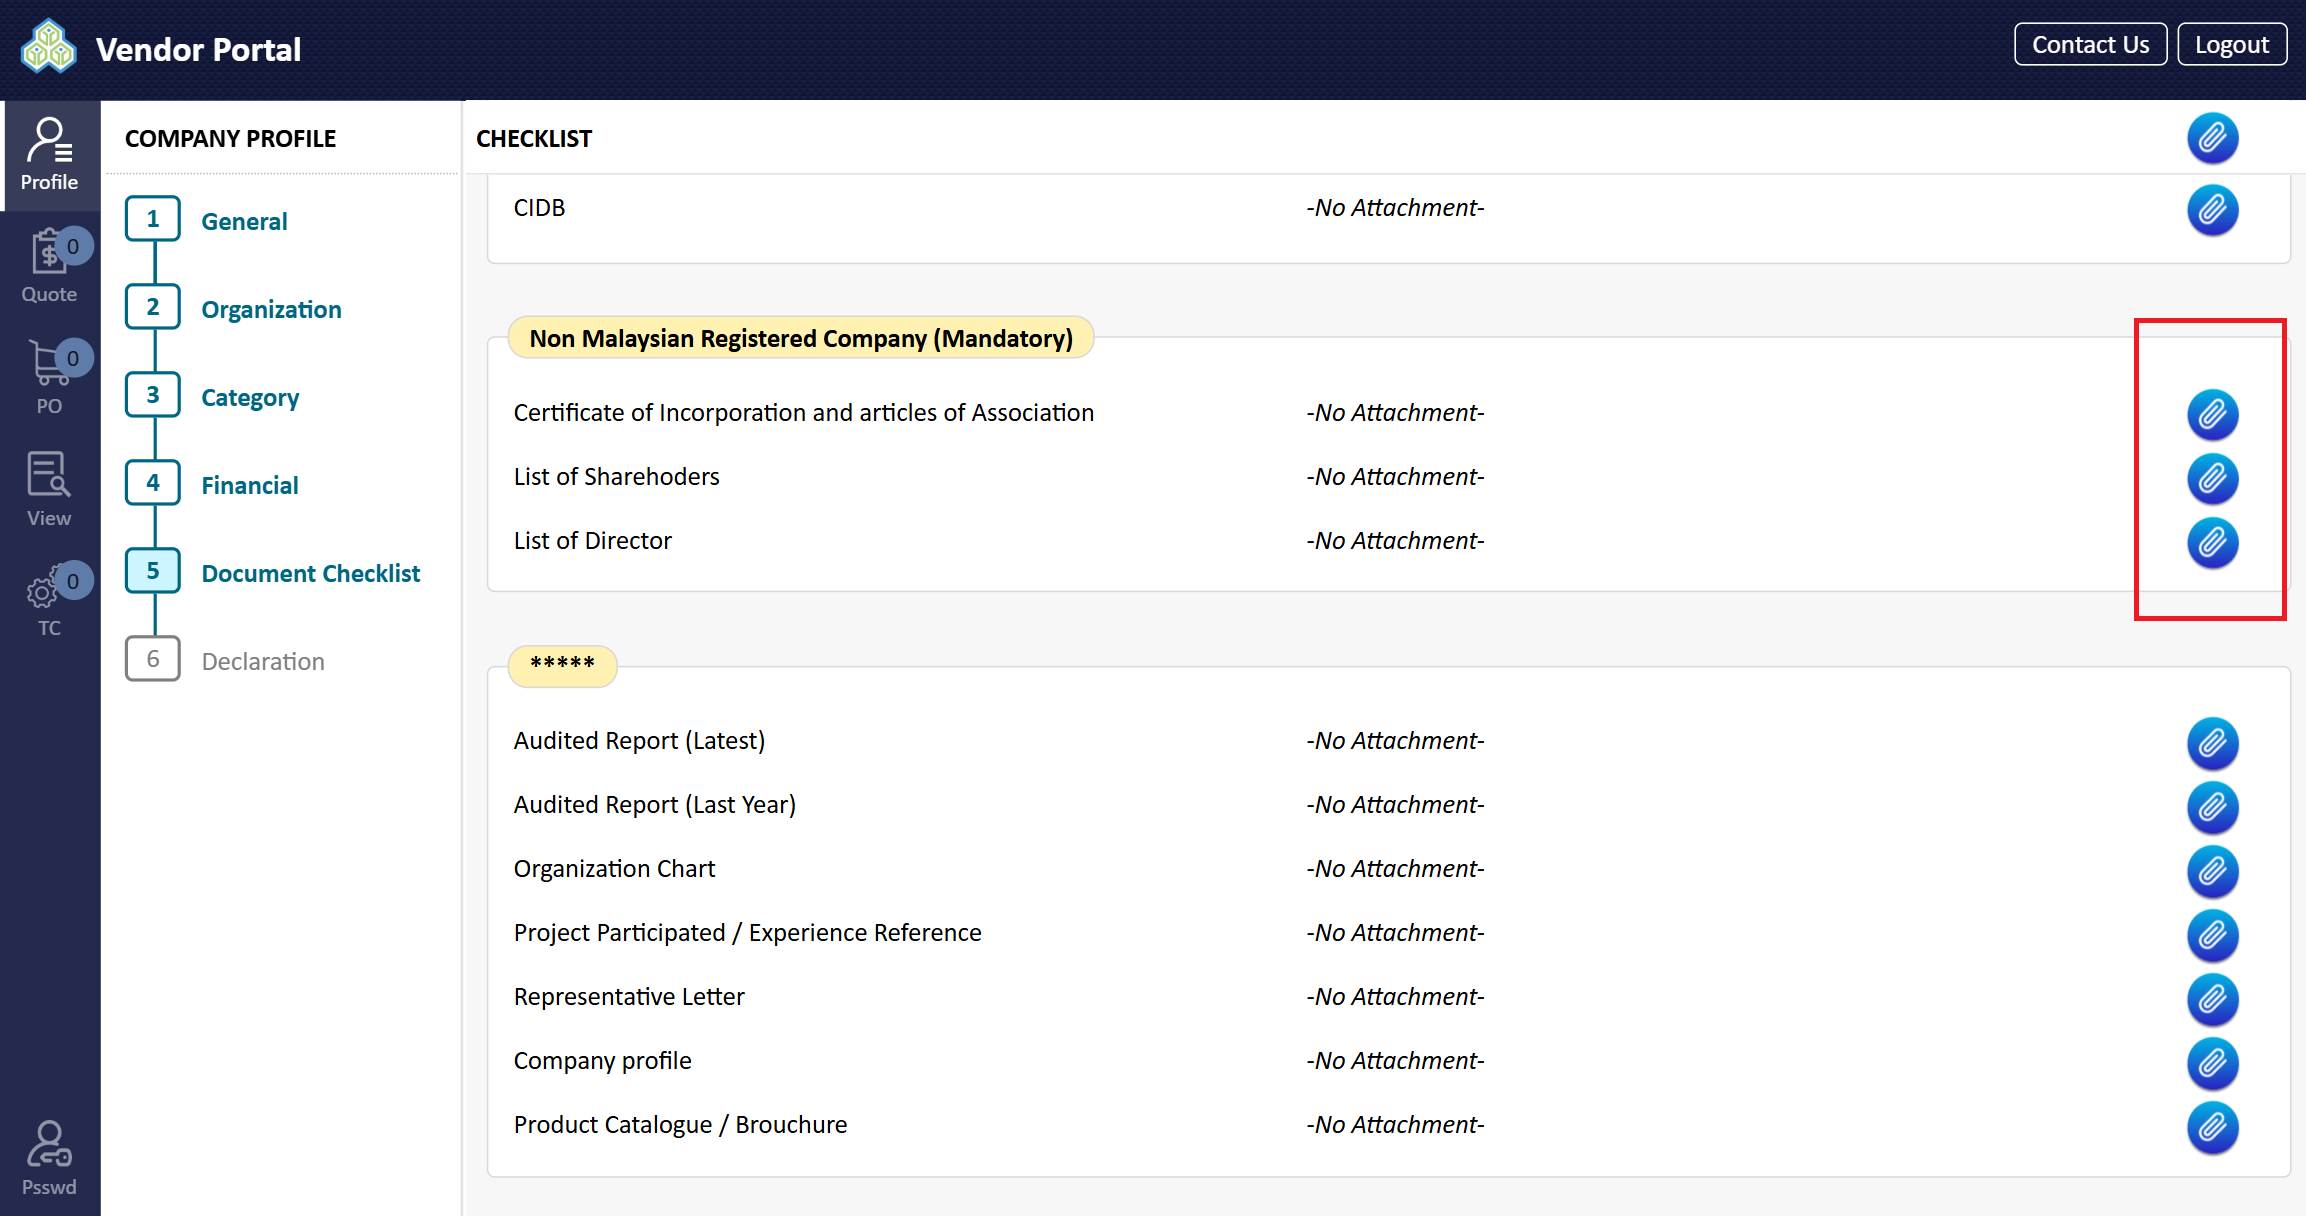 Vendor Portal
Contact Us
Logout
Profile
0
Quote
0
PO
View
0
TC
Psswd
COMPANY PROFILE
1 General
2 Organization
3 Category
4 Financial
5 Document Checklist
6 Declaration
CHECKLIST
CIDB -No Attachment-
Non Malaysian Registered Company (Mandatory)
Certificate of Incorporation and articles of Association -No Attachment-
List of Sharehoders -No Attachment-
List of Director -No Attachment-
*****
Audited Report (Latest) -No Attachment-
Audited Report (Last Year) -No Attachment-
Organization Chart -No Attachment-
Project Participated / Experience Reference -No Attachment-
Representative Letter -No Attachment-
Company profile -No Attachment-
Product Catalogue / Brouchure -No Attachment-